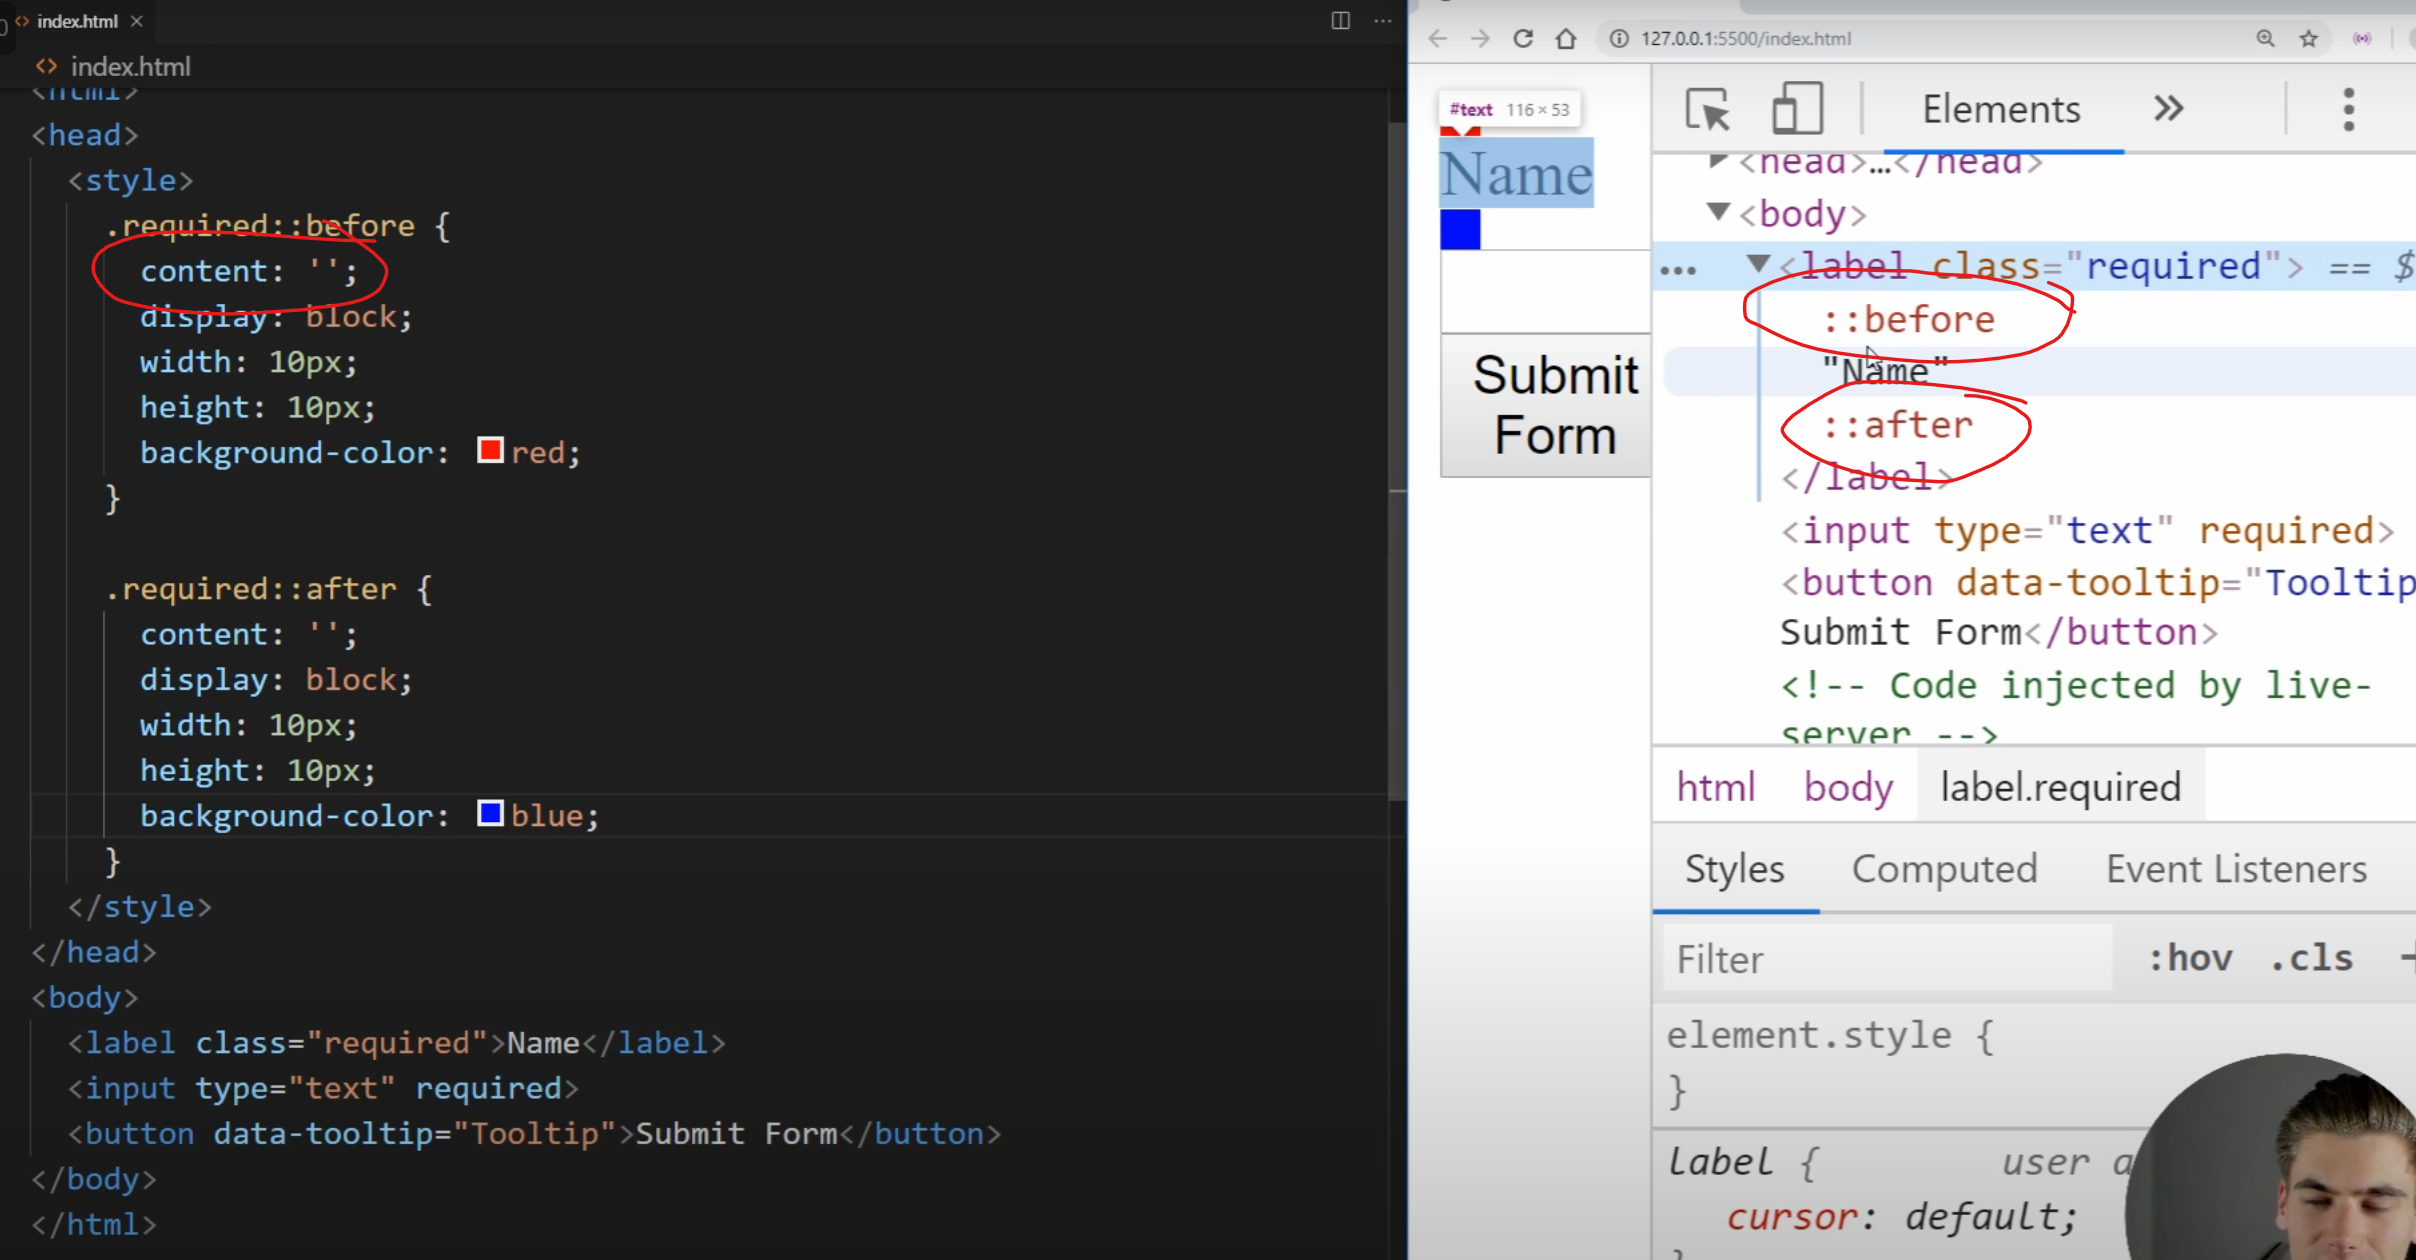 index.html
index.html
<html>
<head>
<style>
.required::before {
content: '';
display: block;
width: 10px;
height: 10px;
background-color: red;
}
.required::after {
content: '';
display: block;
width: 10px;
height: 10px;
background-color: blue;
}
</style>
</head>
<body>
<label class="required">Name</label>
<input type="text" required>
<button data-tooltip="Tooltip">Submit Form</button>
</body>
</html>
127.0.0.1:5500/index.html
#text 116 × 53
Name
Submit
Form
Elements
<head>…</head>
<body>
<label class="required"> == $
::before
"Name"
::after
</label>
<input type="text" required>
<button data-tooltip="Tooltip
Submit Form</button>
<!-- Code injected by live-
server -->
html body label.required
Styles Computed Event Listeners
Filter :hov .cls +
element.style {
}
label { user a
cursor: default;
}